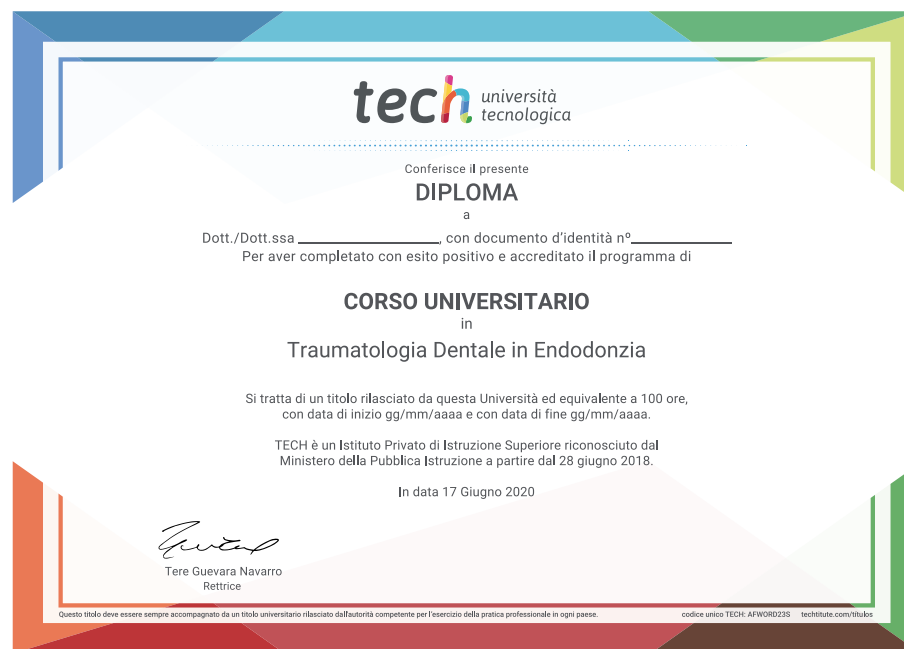 tech università
tecnologica
Conferisce il presente
DIPLOMA
a
Dott./Dott.ssa ____________________, con documento d'identità nº______________
Per aver completato con esito positivo e accreditato il programma di
CORSO UNIVERSITARIO
in
Traumatologia Dentale in Endodonzia
Si tratta di un titolo rilasciato da questa Università ed equivalente a 100 ore,
con data di inizio gg/mm/aaaa e con data di fine gg/mm/aaaa.
TECH è un Istituto Privato di Istruzione Superiore riconosciuto dal
Ministero della Pubblica Istruzione a partire dal 28 giugno 2018.
In data 17 Giugno 2020
Tere Guevara Navarro
Rettrice
Questo titolo deve essere sempre accompagnato da un titolo universitario rilasciato dall'autorità competente per l'esercizio della pratica professionale in ogni paese. codice unico TECH: AFWORD23S techtitute.com/títulos